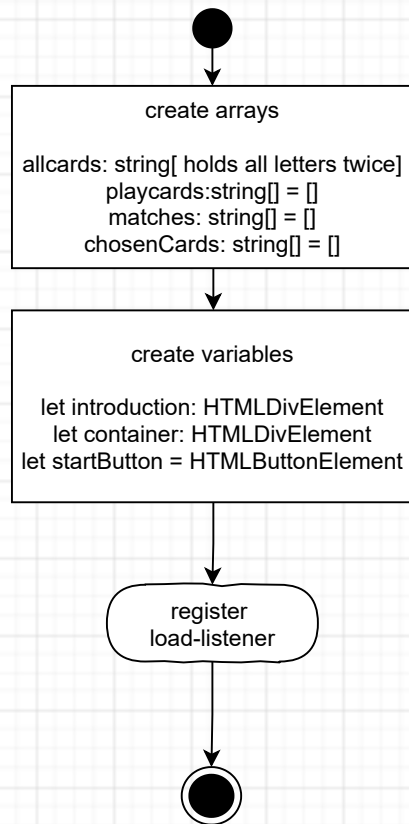 create arrays
allcards: string[ holds all letters twice]
playcards:string[] = []
matches: string[] = []
chosenCards: string[] = []
create variables
let introduction: HTMLDivElement
let container: HTMLDivElement
let startButton = HTMLButtonElement
register
load-listener